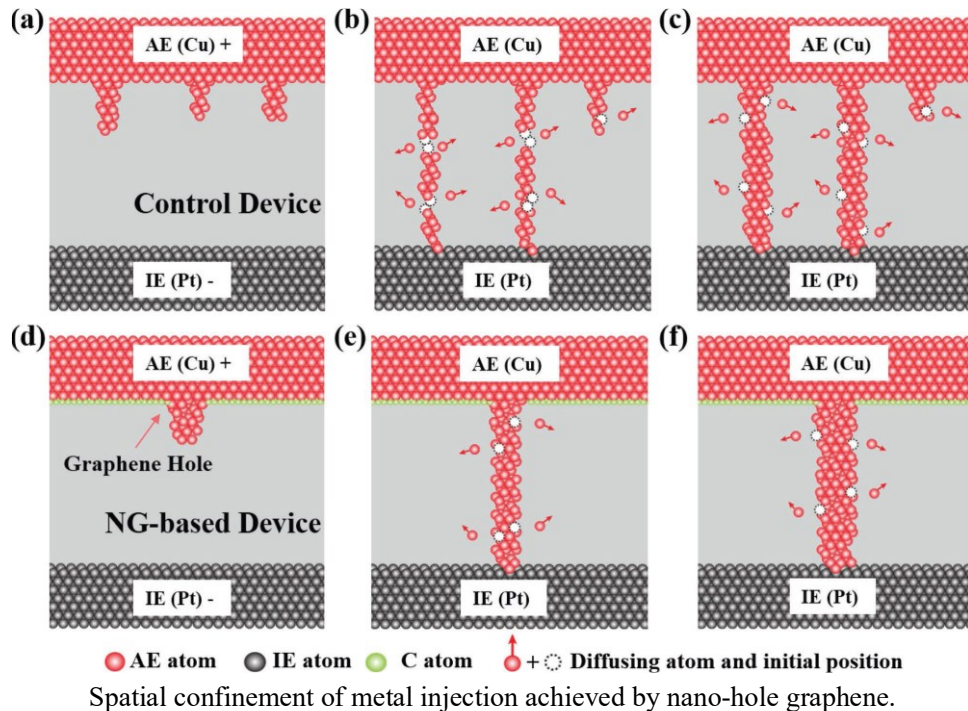 (a)
AE (Cu) +
Control Device
IE (Pt) -
(b)
AE (Cu)
IE (Pt)
(c)
AE (Cu)
IE (Pt)
(d)
AE (Cu) +
Graphene Hole
NG-based Device
IE (Pt) -
(e)
AE (Cu)
IE (Pt)
(f)
AE (Cu)
IE (Pt)
AE atom IE atom C atom + Diffusing atom and initial position
Spatial confinement of metal injection achieved by nano-hole graphene.